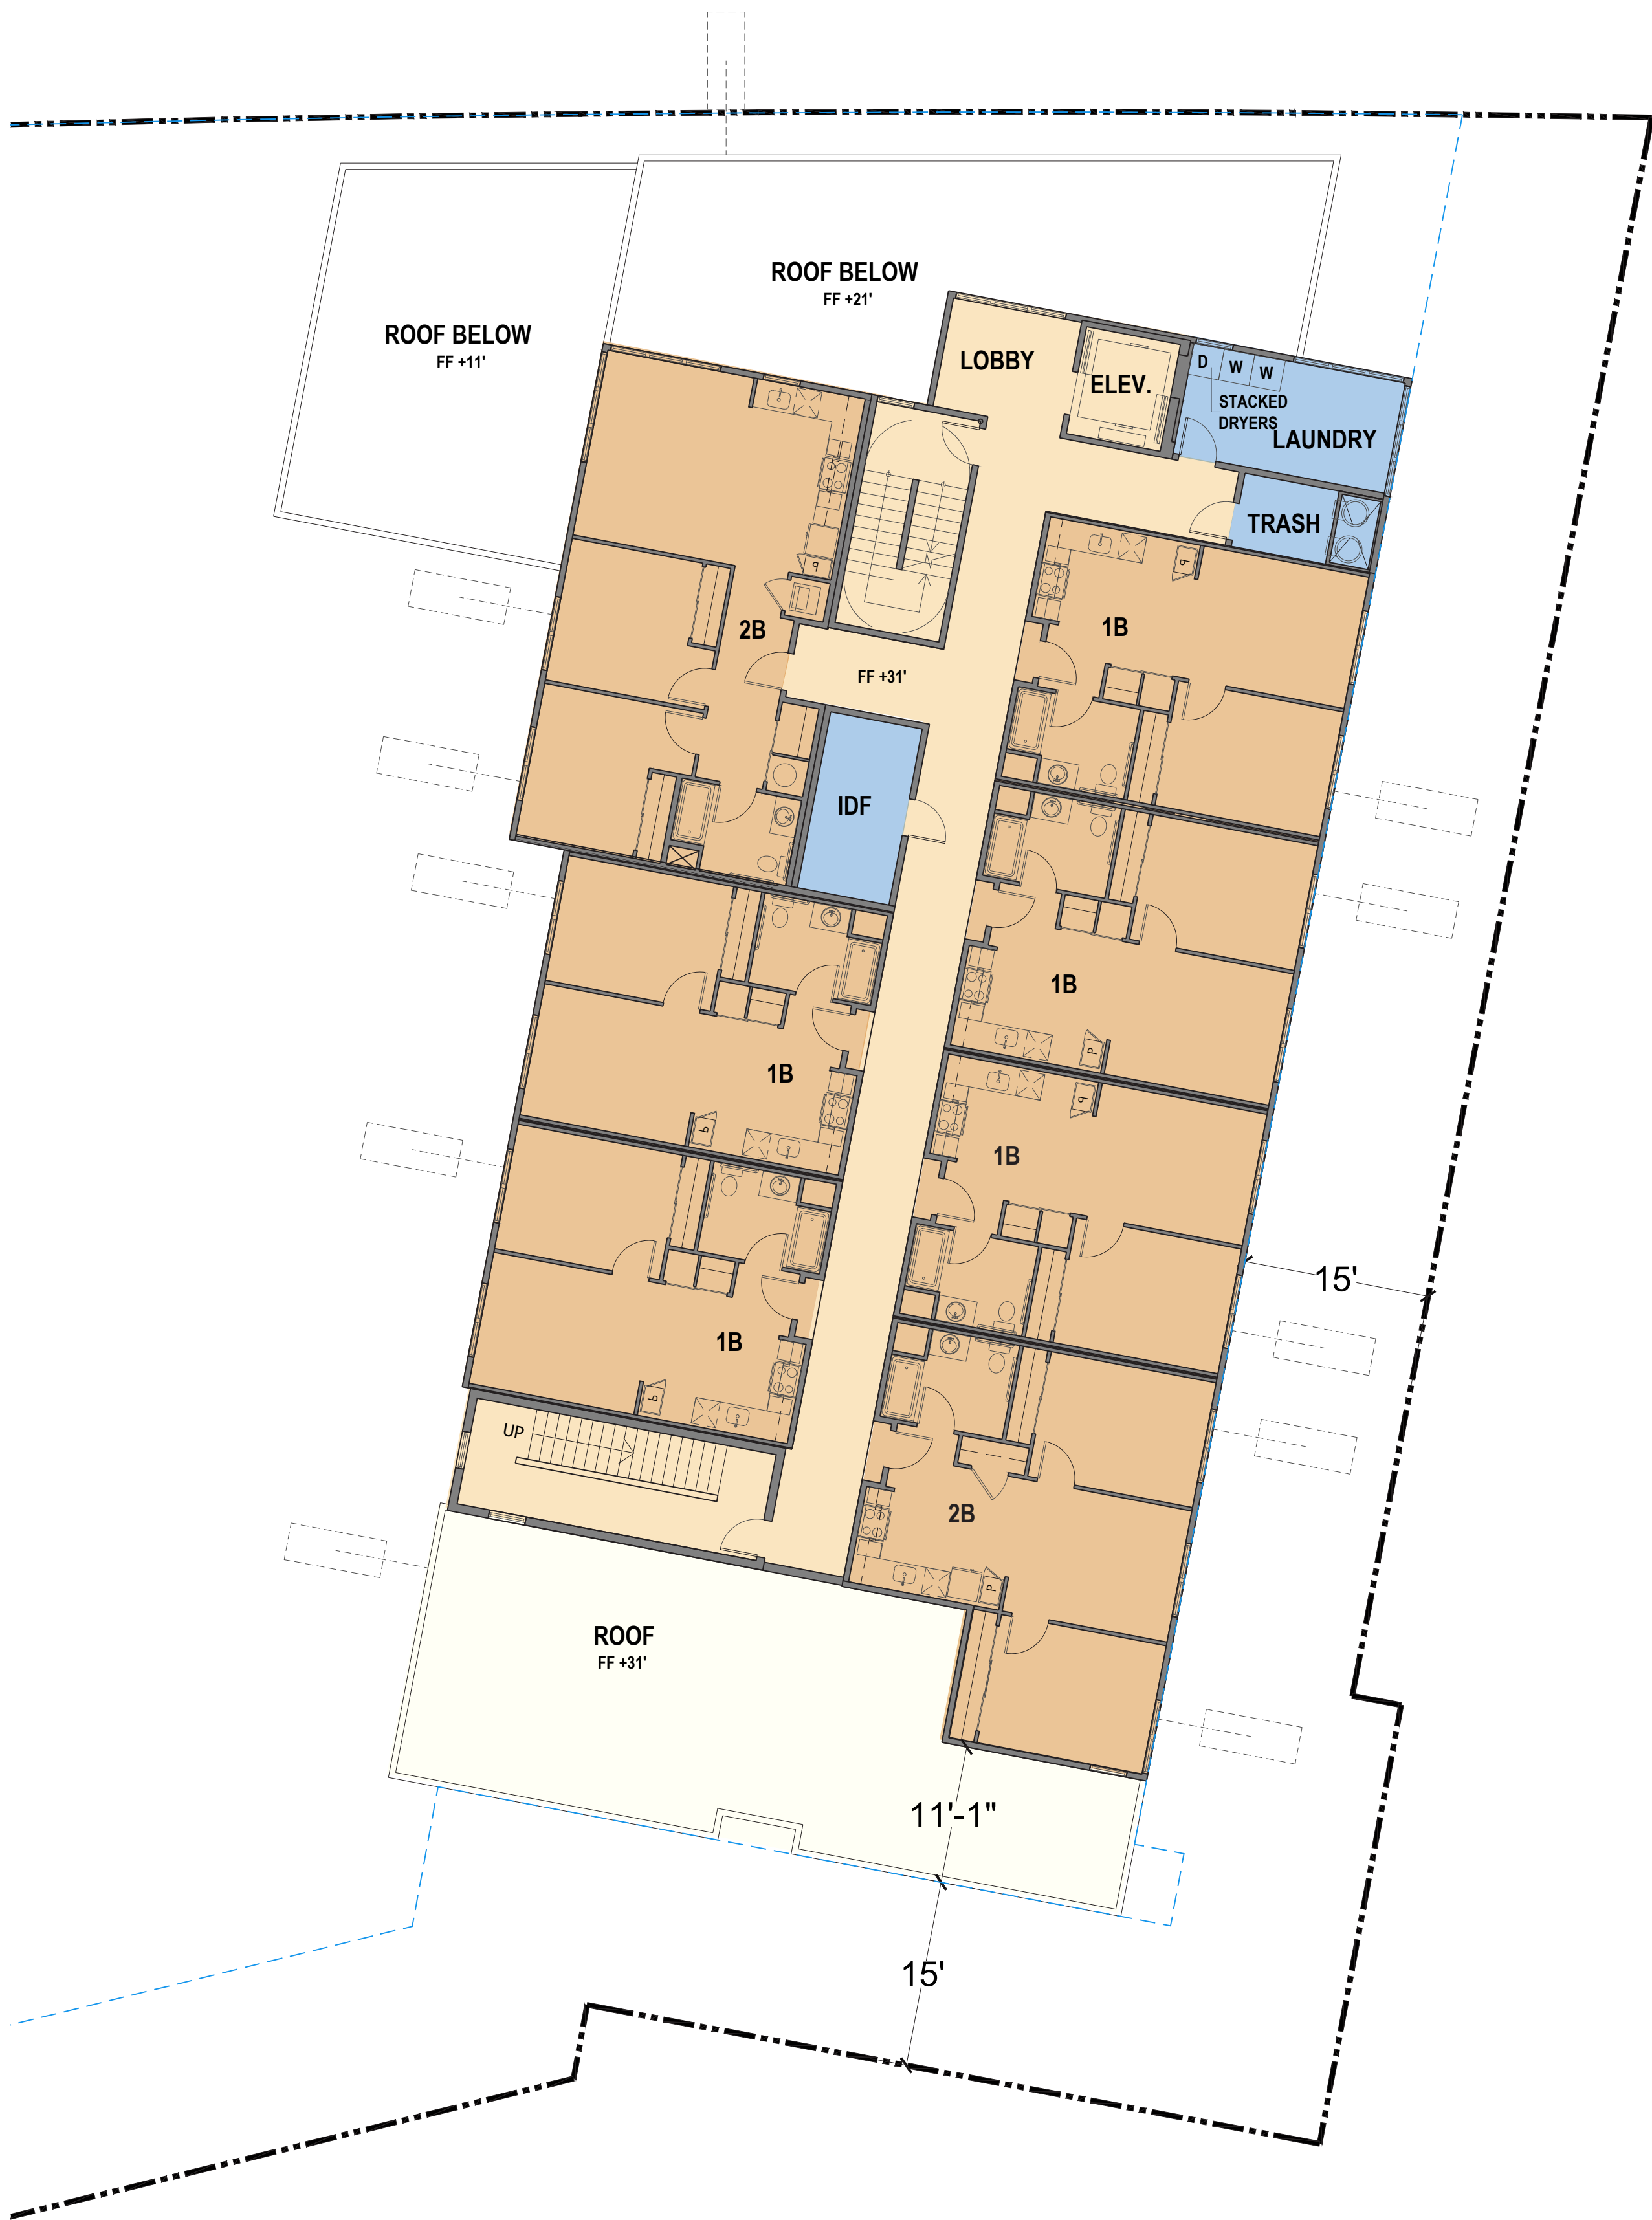 ROOF BELOW
FF +21'
ROOF BELOW
FF +11'
LOBBY
ELEV.
D
W
W
STACKED
DRYERS
LAUNDRY
TRASH
P
P
1B
2B
FF +31'
IDF
1B
P
1B
P
P
1B
P
15'
1B
P
UP
2B
P
ROOF
FF +31'
11'-1"
15'